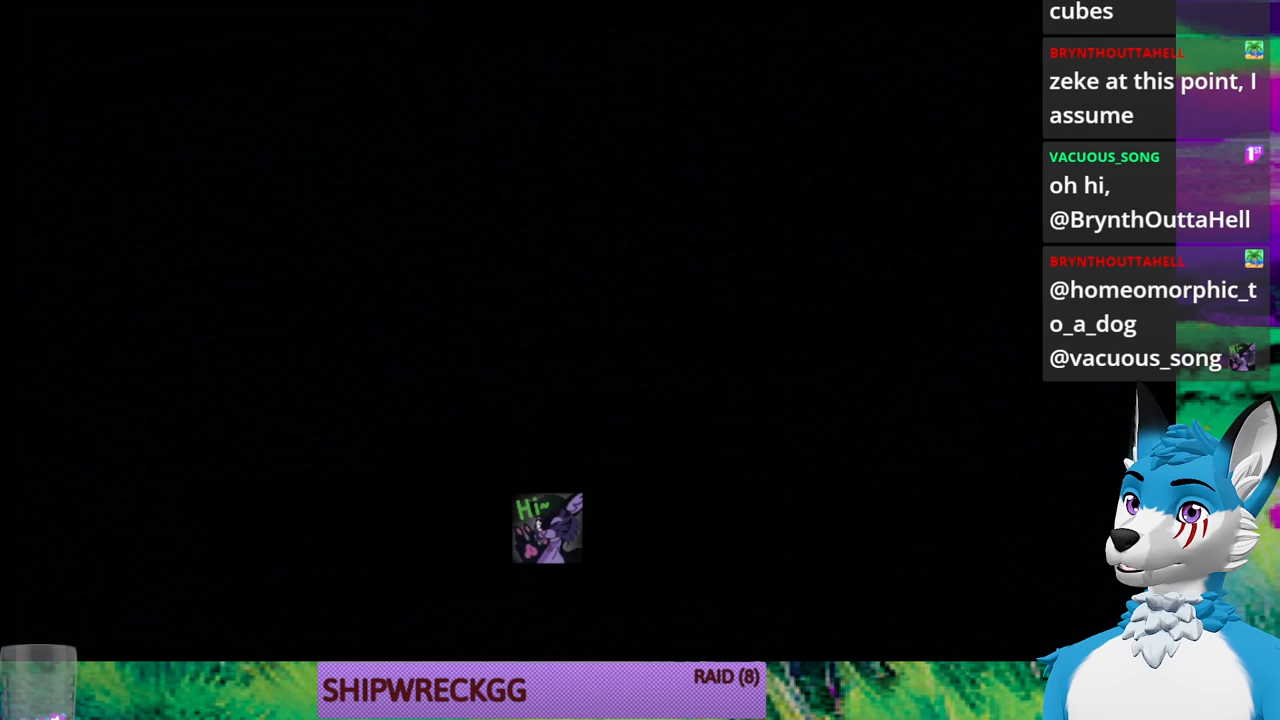 cubes
BRYNTHOUTTAHELL
zeke at this point, I
assume
VACUOUS_SONG 1ST
oh hi,
@BrynthOuttaHell
BRYNTHOUTTAHELL
@homeomorphic_t
o_a_dog
@vacuous_song
Hi~
SHIPWRECKGG
RAID (8)